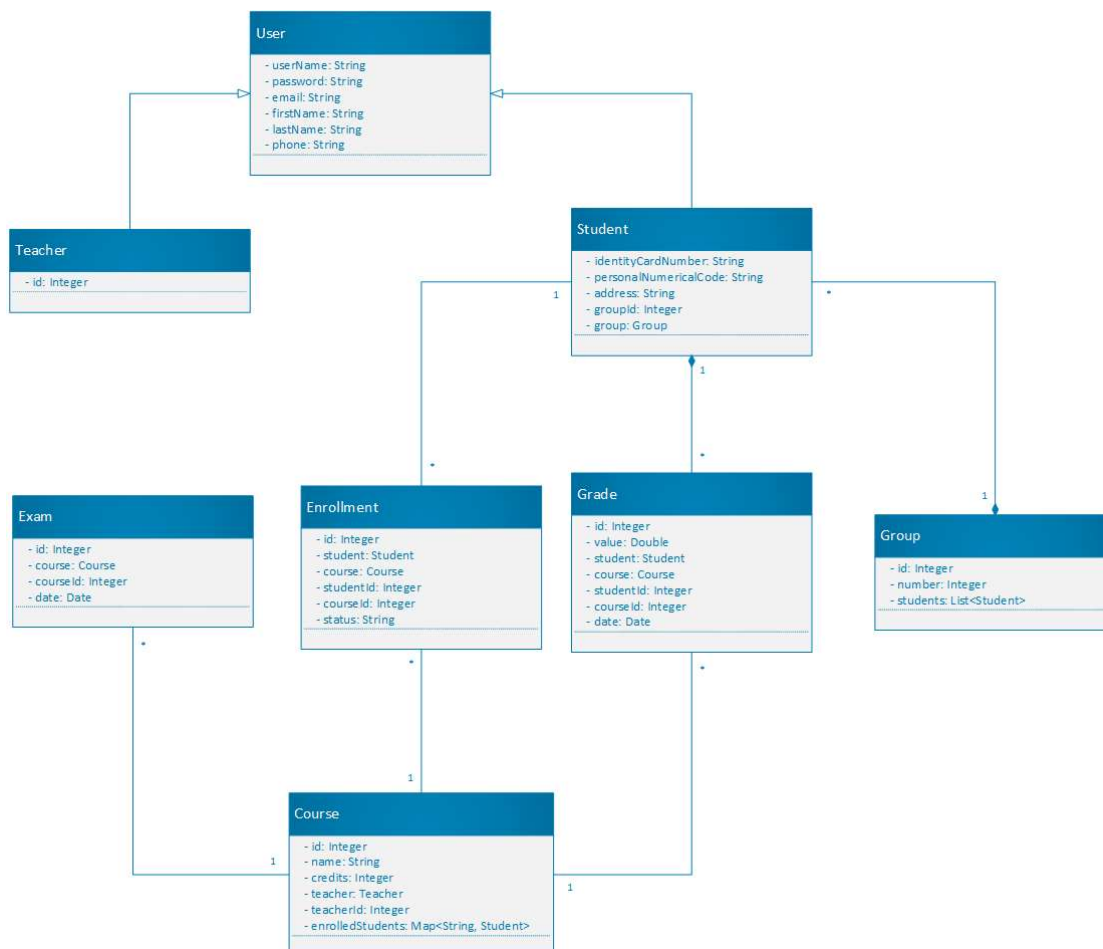 User
- userName: String
- password: String
- email: String
- firstName: String
- lastName: String
- phone: String
Teacher
- id: Integer
Student
- identityCardNumber: String
- personalNumericalCode: String
- address: String
- groupId: Integer
- group: Group
1
*
1
*
*
1
Exam
- id: Integer
- course: Course
- courseId: Integer
- date: Date
*
Enrollment
- id: Integer
- student: Student
- course: Course
- studentId: Integer
- courseId: Integer
- status: String
*
Grade
- id: Integer
- value: Double
- student: Student
- course: Course
- studentId: Integer
- courseId: Integer
- date: Date
*
Group
- id: Integer
- number: Integer
- students: List<Student>
1
1
1
Course
- id: Integer
- name: String
- credits: Integer
- teacher: Teacher
- teacherId: Integer
- enrolledStudents: Map<String, Student>